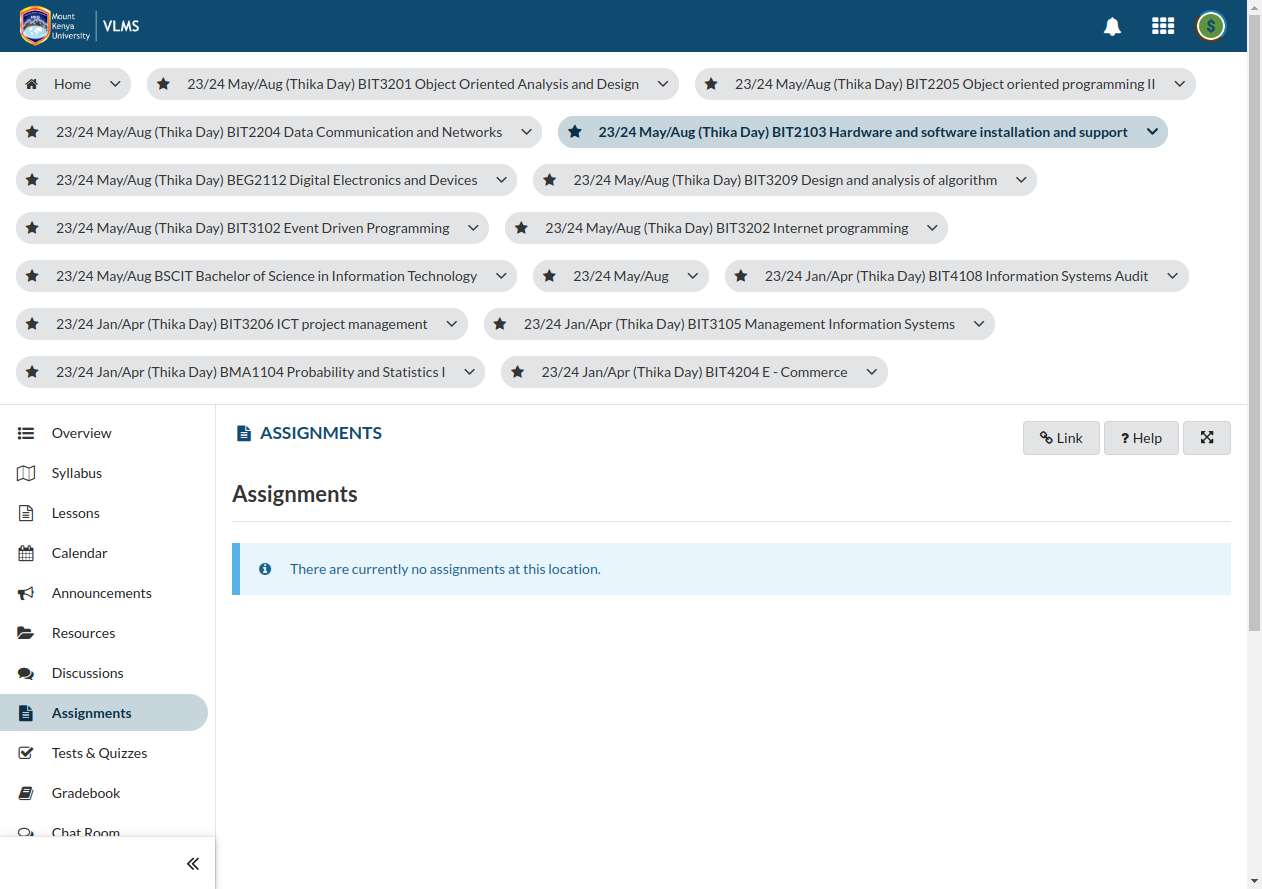 Mount
Kenya
University
VLMS
Home
23/24 May/Aug (Thika Day) BIT3201 Object Oriented Analysis and Design
23/24 May/Aug (Thika Day) BIT2205 Object oriented programming II
23/24 May/Aug (Thika Day) BIT2204 Data Communication and Networks
23/24 May/Aug (Thika Day) BIT2103 Hardware and software installation and support
23/24 May/Aug (Thika Day) BEG2112 Digital Electronics and Devices
23/24 May/Aug (Thika Day) BIT3209 Design and analysis of algorithm
23/24 May/Aug (Thika Day) BIT3102 Event Driven Programming
23/24 May/Aug (Thika Day) BIT3202 Internet programming
23/24 May/Aug BSCIT Bachelor of Science in Information Technology
23/24 May/Aug
23/24 Jan/Apr (Thika Day) BIT4108 Information Systems Audit
23/24 Jan/Apr (Thika Day) BIT3206 ICT project management
23/24 Jan/Apr (Thika Day) BIT3105 Management Information Systems
23/24 Jan/Apr (Thika Day) BMA1104 Probability and Statistics I
23/24 Jan/Apr (Thika Day) BIT4204 E - Commerce
Overview
Syllabus
Lessons
Calendar
Announcements
Resources
Discussions
Assignments
Tests & Quizzes
Gradebook
Chat Room
ASSIGNMENTS
Link
? Help
Assignments
There are currently no assignments at this location.